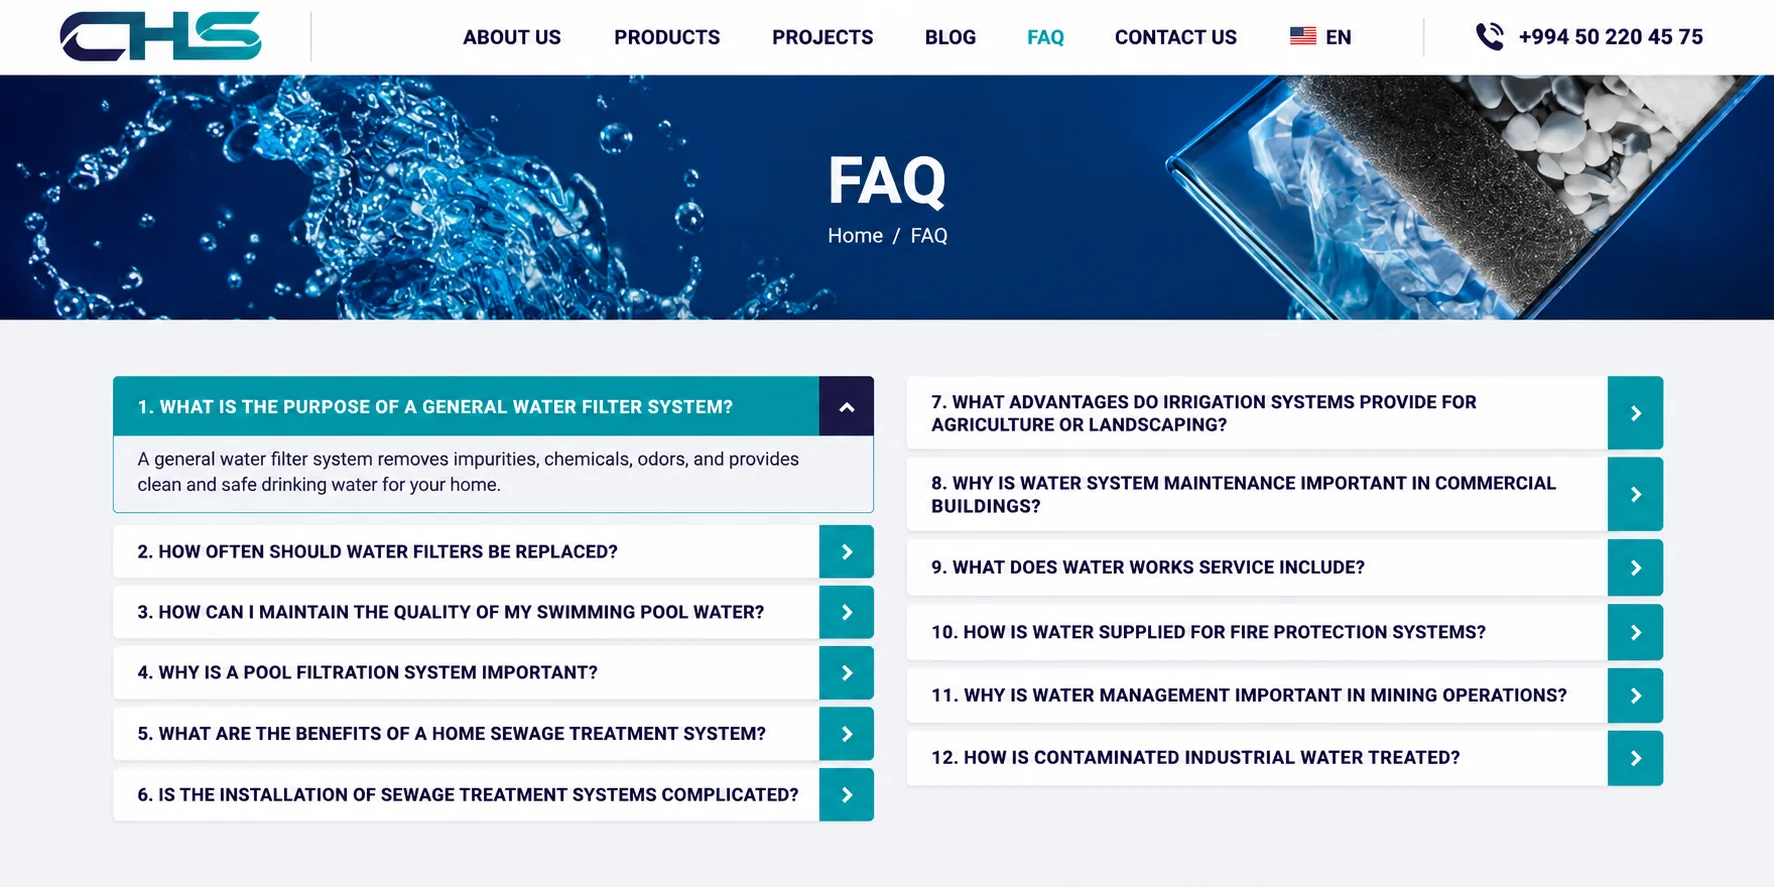 CHS
ABOUT US
PRODUCTS
PROJECTS
BLOG
FAQ
CONTACT US
EN
+994 50 220 45 75
FAQ
Home / FAQ
1. WHAT IS THE PURPOSE OF A GENERAL WATER FILTER SYSTEM?
A general water filter system removes impurities, chemicals, odors, and provides
clean and safe drinking water for your home.
2. HOW OFTEN SHOULD WATER FILTERS BE REPLACED?
3. HOW CAN I MAINTAIN THE QUALITY OF MY SWIMMING POOL WATER?
4. WHY IS A POOL FILTRATION SYSTEM IMPORTANT?
5. WHAT ARE THE BENEFITS OF A HOME SEWAGE TREATMENT SYSTEM?
6. IS THE INSTALLATION OF SEWAGE TREATMENT SYSTEMS COMPLICATED?
7. WHAT ADVANTAGES DO IRRIGATION SYSTEMS PROVIDE FOR
AGRICULTURE OR LANDSCAPING?
8. WHY IS WATER SYSTEM MAINTENANCE IMPORTANT IN COMMERCIAL
BUILDINGS?
9. WHAT DOES WATER WORKS SERVICE INCLUDE?
10. HOW IS WATER SUPPLIED FOR FIRE PROTECTION SYSTEMS?
11. WHY IS WATER MANAGEMENT IMPORTANT IN MINING OPERATIONS?
12. HOW IS CONTAMINATED INDUSTRIAL WATER TREATED?